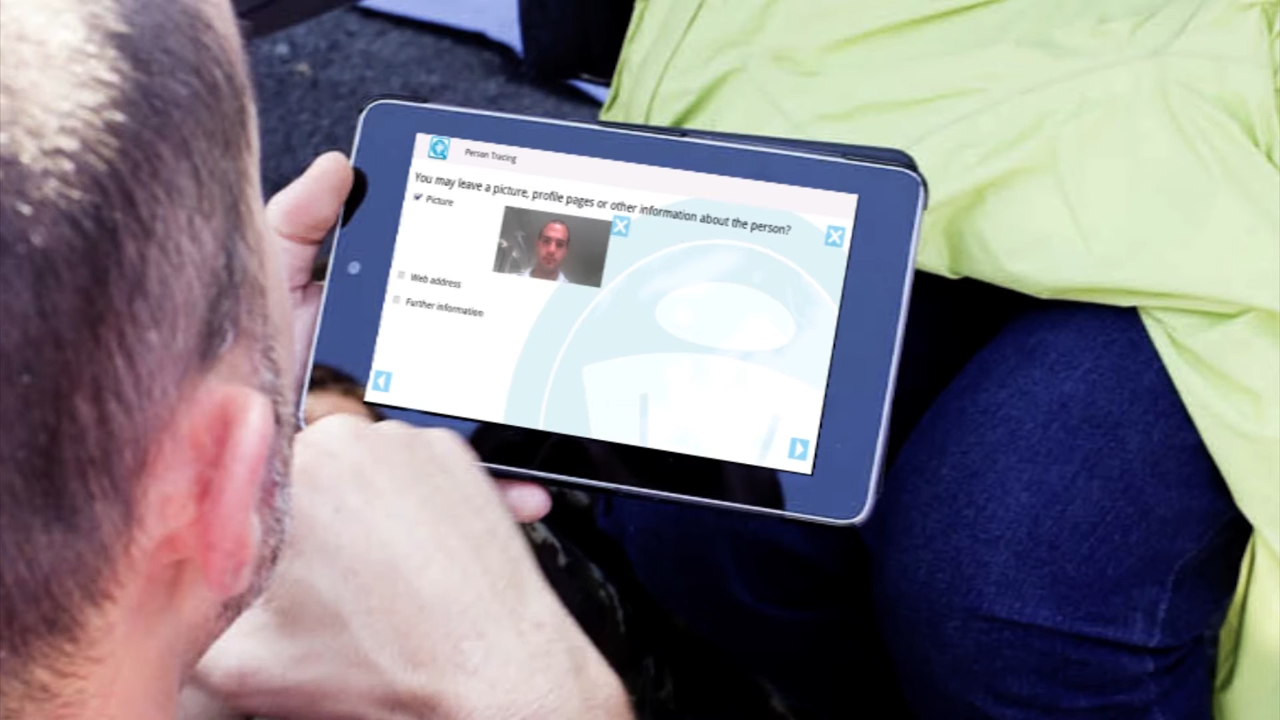 Person Tracing
You may leave a picture, profile pages or other information about the person?
Picture
Web address
Further information